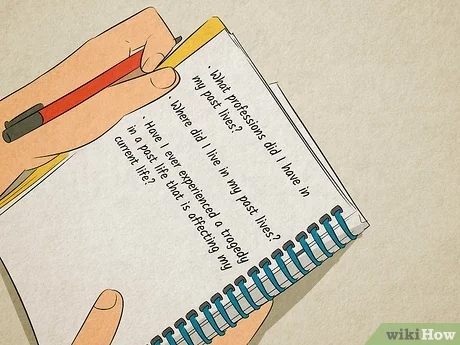 · What professions did I have in
my past lives?
· Where did I live in my past lives?
· Have I ever experienced a tragedy
in a past life that is affecting my
current life?
wikiHow